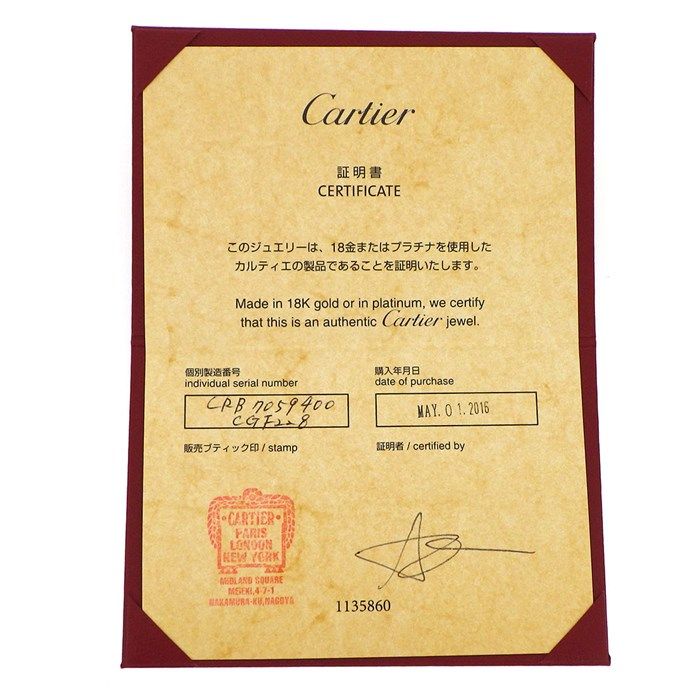 Cartier
証明書
CERTIFICATE
このジュエリーは、18金またはプラチナを使用した
カルティエの製品であることを証明いたします。
Made in 18K gold or in platinum, we certify
that this is an authentic Cartier jewel.
個別製造番号
individual serial number
CRB 7059400
CGF228
購入年月日
date of purchase
MAY. 01. 2016
販売ブティック印 / stamp
証明者 / certified by
CARTIER
PARIS
LONDON
NEW YORK
MIDLAND SQUARE
MEIEKI,4-7-1
NAKAMURA-KU,NAGOYA
1135860